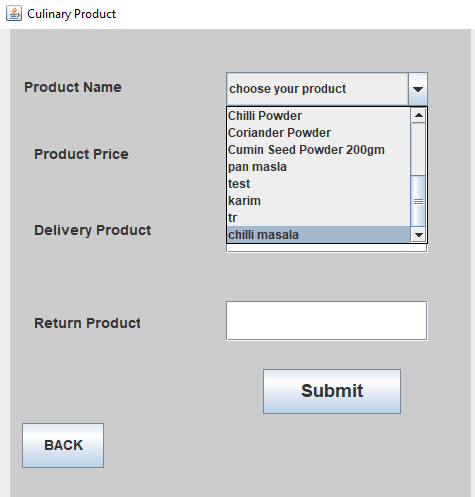 Culinary Product
Product Name
choose your product
Chilli Powder
Coriander Powder
Cumin Seed Powder 200gm
pan masla
test
karim
tr
chilli masala
Product Price
Delivery Product
Return Product
Submit
BACK